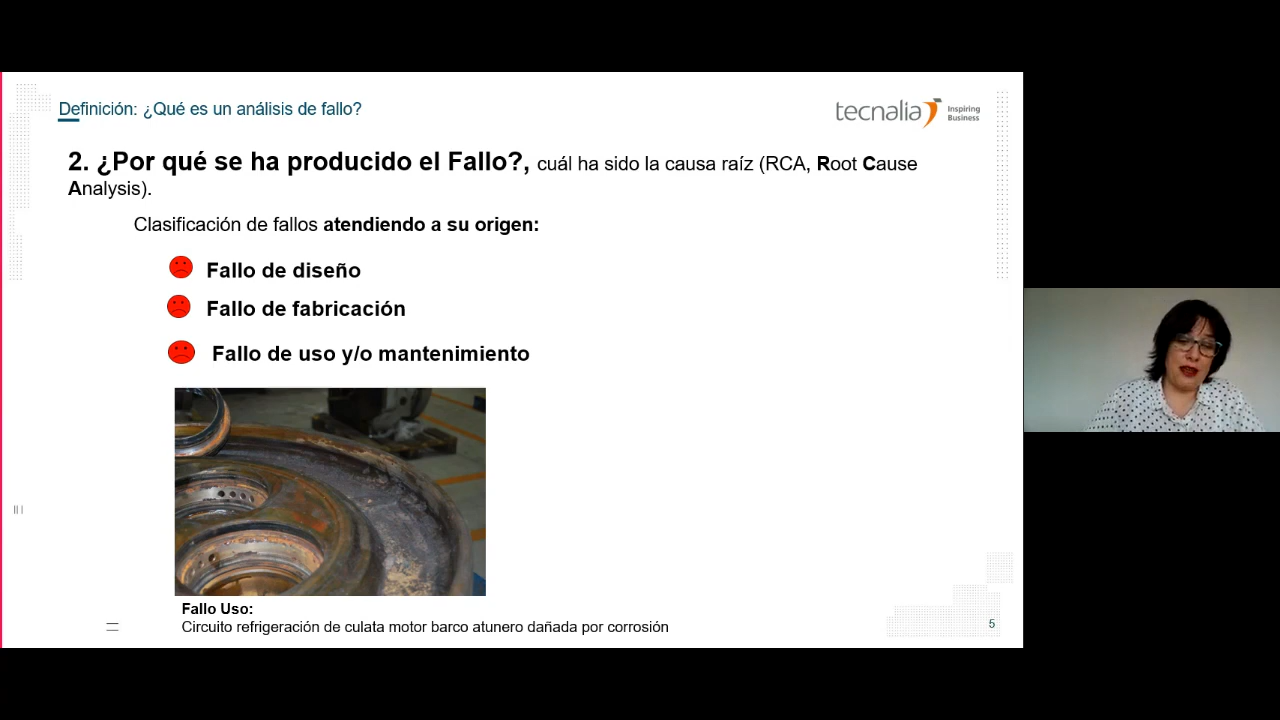 Definición: ¿Qué es un análisis de fallo?
tecnalia Inspiring
Business
2. ¿Por qué se ha producido el Fallo?, cuál ha sido la causa raíz (RCA, Root Cause
Analysis).
Clasificación de fallos atendiendo a su origen:
Fallo de diseño
Fallo de fabricación
Fallo de uso y/o mantenimiento
Fallo Uso:
Circuito refrigeración de culata motor barco atunero dañada por corrosión
5